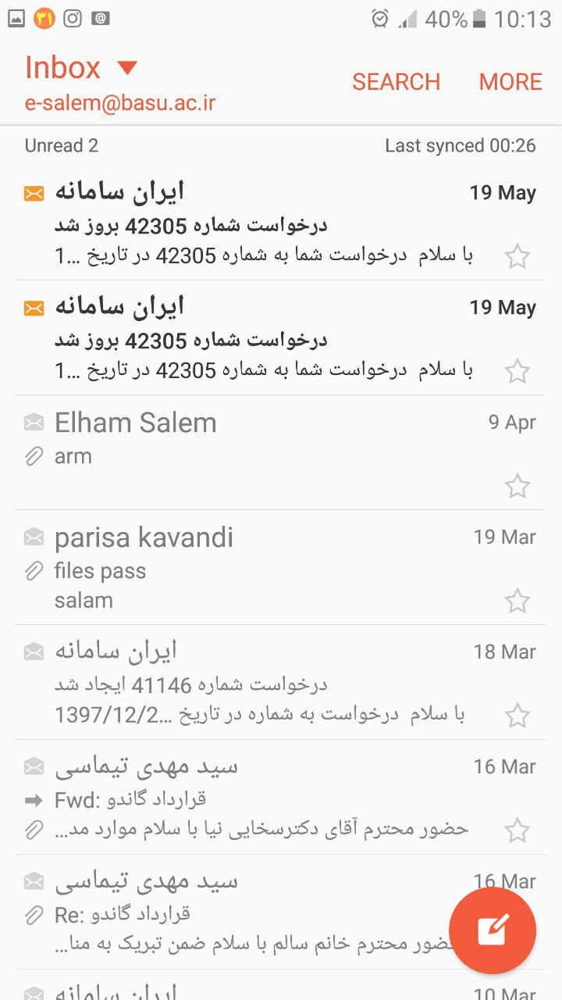 ۳۱
@
40%
10:13
Inbox
SEARCH
MORE
e-salem@basu.ac.ir
Unread 2
Last synced 00:26
ایران سامانه
19 May
درخواست شماره 42305 بروز شد
با سلام درخواست شما به شماره 42305 در تاریخ 1...
ایران سامانه
19 May
درخواست شماره 42305 بروز شد
با سلام درخواست شما به شماره 42305 در تاریخ 1...
Elham Salem
9 Apr
arm
parisa kavandi
19 Mar
files pass
salam
ایران سامانه
18 Mar
درخواست شماره 41146 ایجاد شد
با سلام درخواست به شماره در تاریخ 1397/12/2...
سید مهدی تیماسی
16 Mar
Fwd: قرارداد گاندو
حضور محترم آقای دکترسخایی نیا با سلام موارد مد...
سید مهدی تیماسی
16 Mar
Re: قرارداد گاندو
حضور محترم خانم سالم با سلام ضمن تبریک به منا...
ایران سامانه
10 Mar